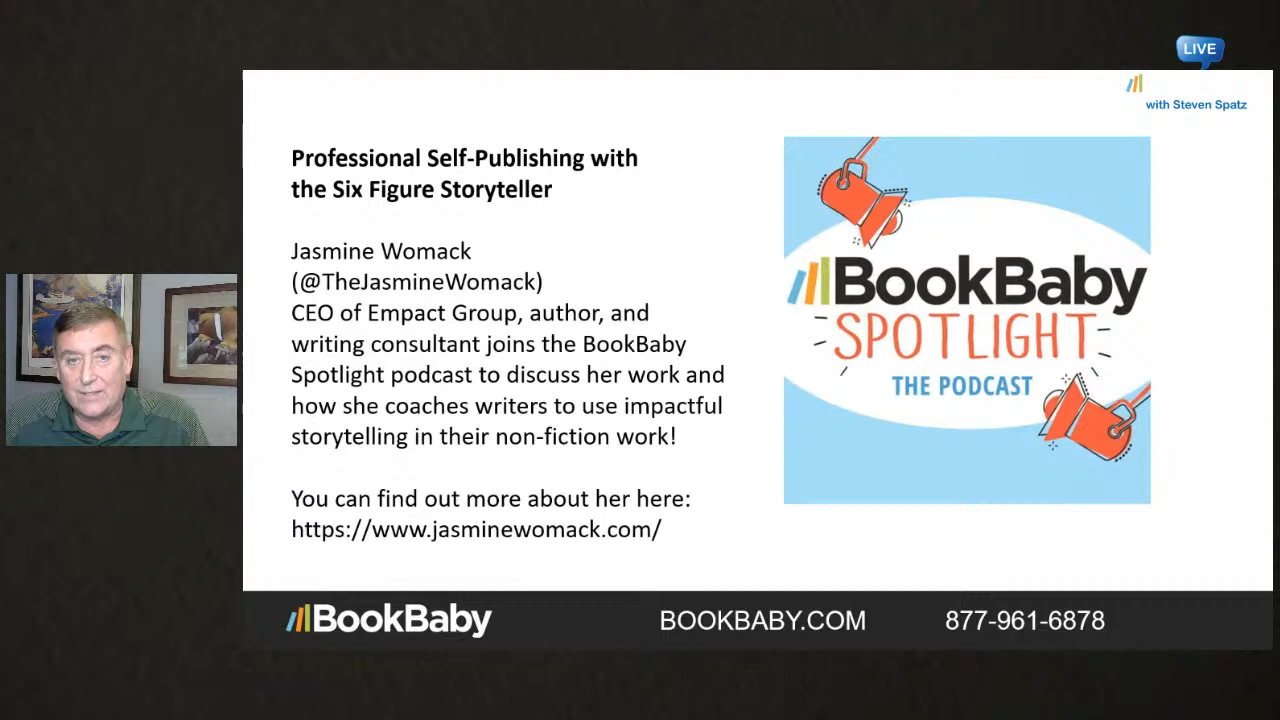 LIVE
with Steven Spatz
Professional Self-Publishing with
the Six Figure Storyteller
Jasmine Womack
(@TheJasmineWomack)
CEO of Empact Group, author, and
writing consultant joins the BookBaby
Spotlight podcast to discuss her work and
how she coaches writers to use impactful
storytelling in their non-fiction work!
You can find out more about her here:
https://www.jasminewomack.com/
BookBaby
SPOTLIGHT
THE PODCAST
BookBaby
BOOKBABY.COM
877-961-6878